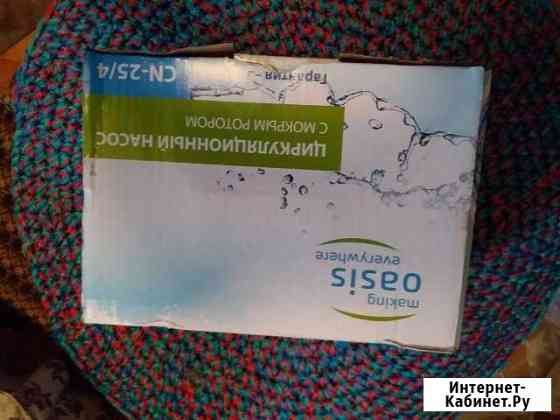 making
oasis
everywhere
ЦИРКУЛЯЦИОННЫЙ НАСОС
С МОКРЫМ РОТОРОМ
CN-25/4
Гарантия -
Интернет-
Кабинет.Ру